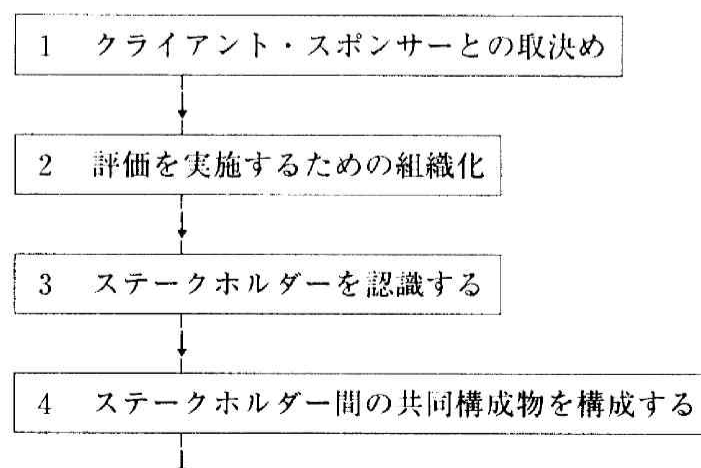 1 クライアント・スポンサーとの取決め
2 評価を実施するための組織化
3 ステークホルダーを認識する
4 ステークホルダー間の共同構成物を構成する